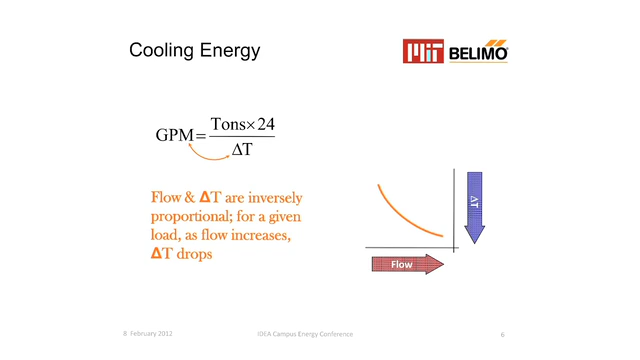 Cooling Energy
MIT
BELIMO®
GPM = Tons×24
ΔT
Flow & ΔT are inversely
proportional; for a given
load, as flow increases,
ΔT drops
ΔT
Flow
8 February 2012
IDEA Campus Energy Conference
6